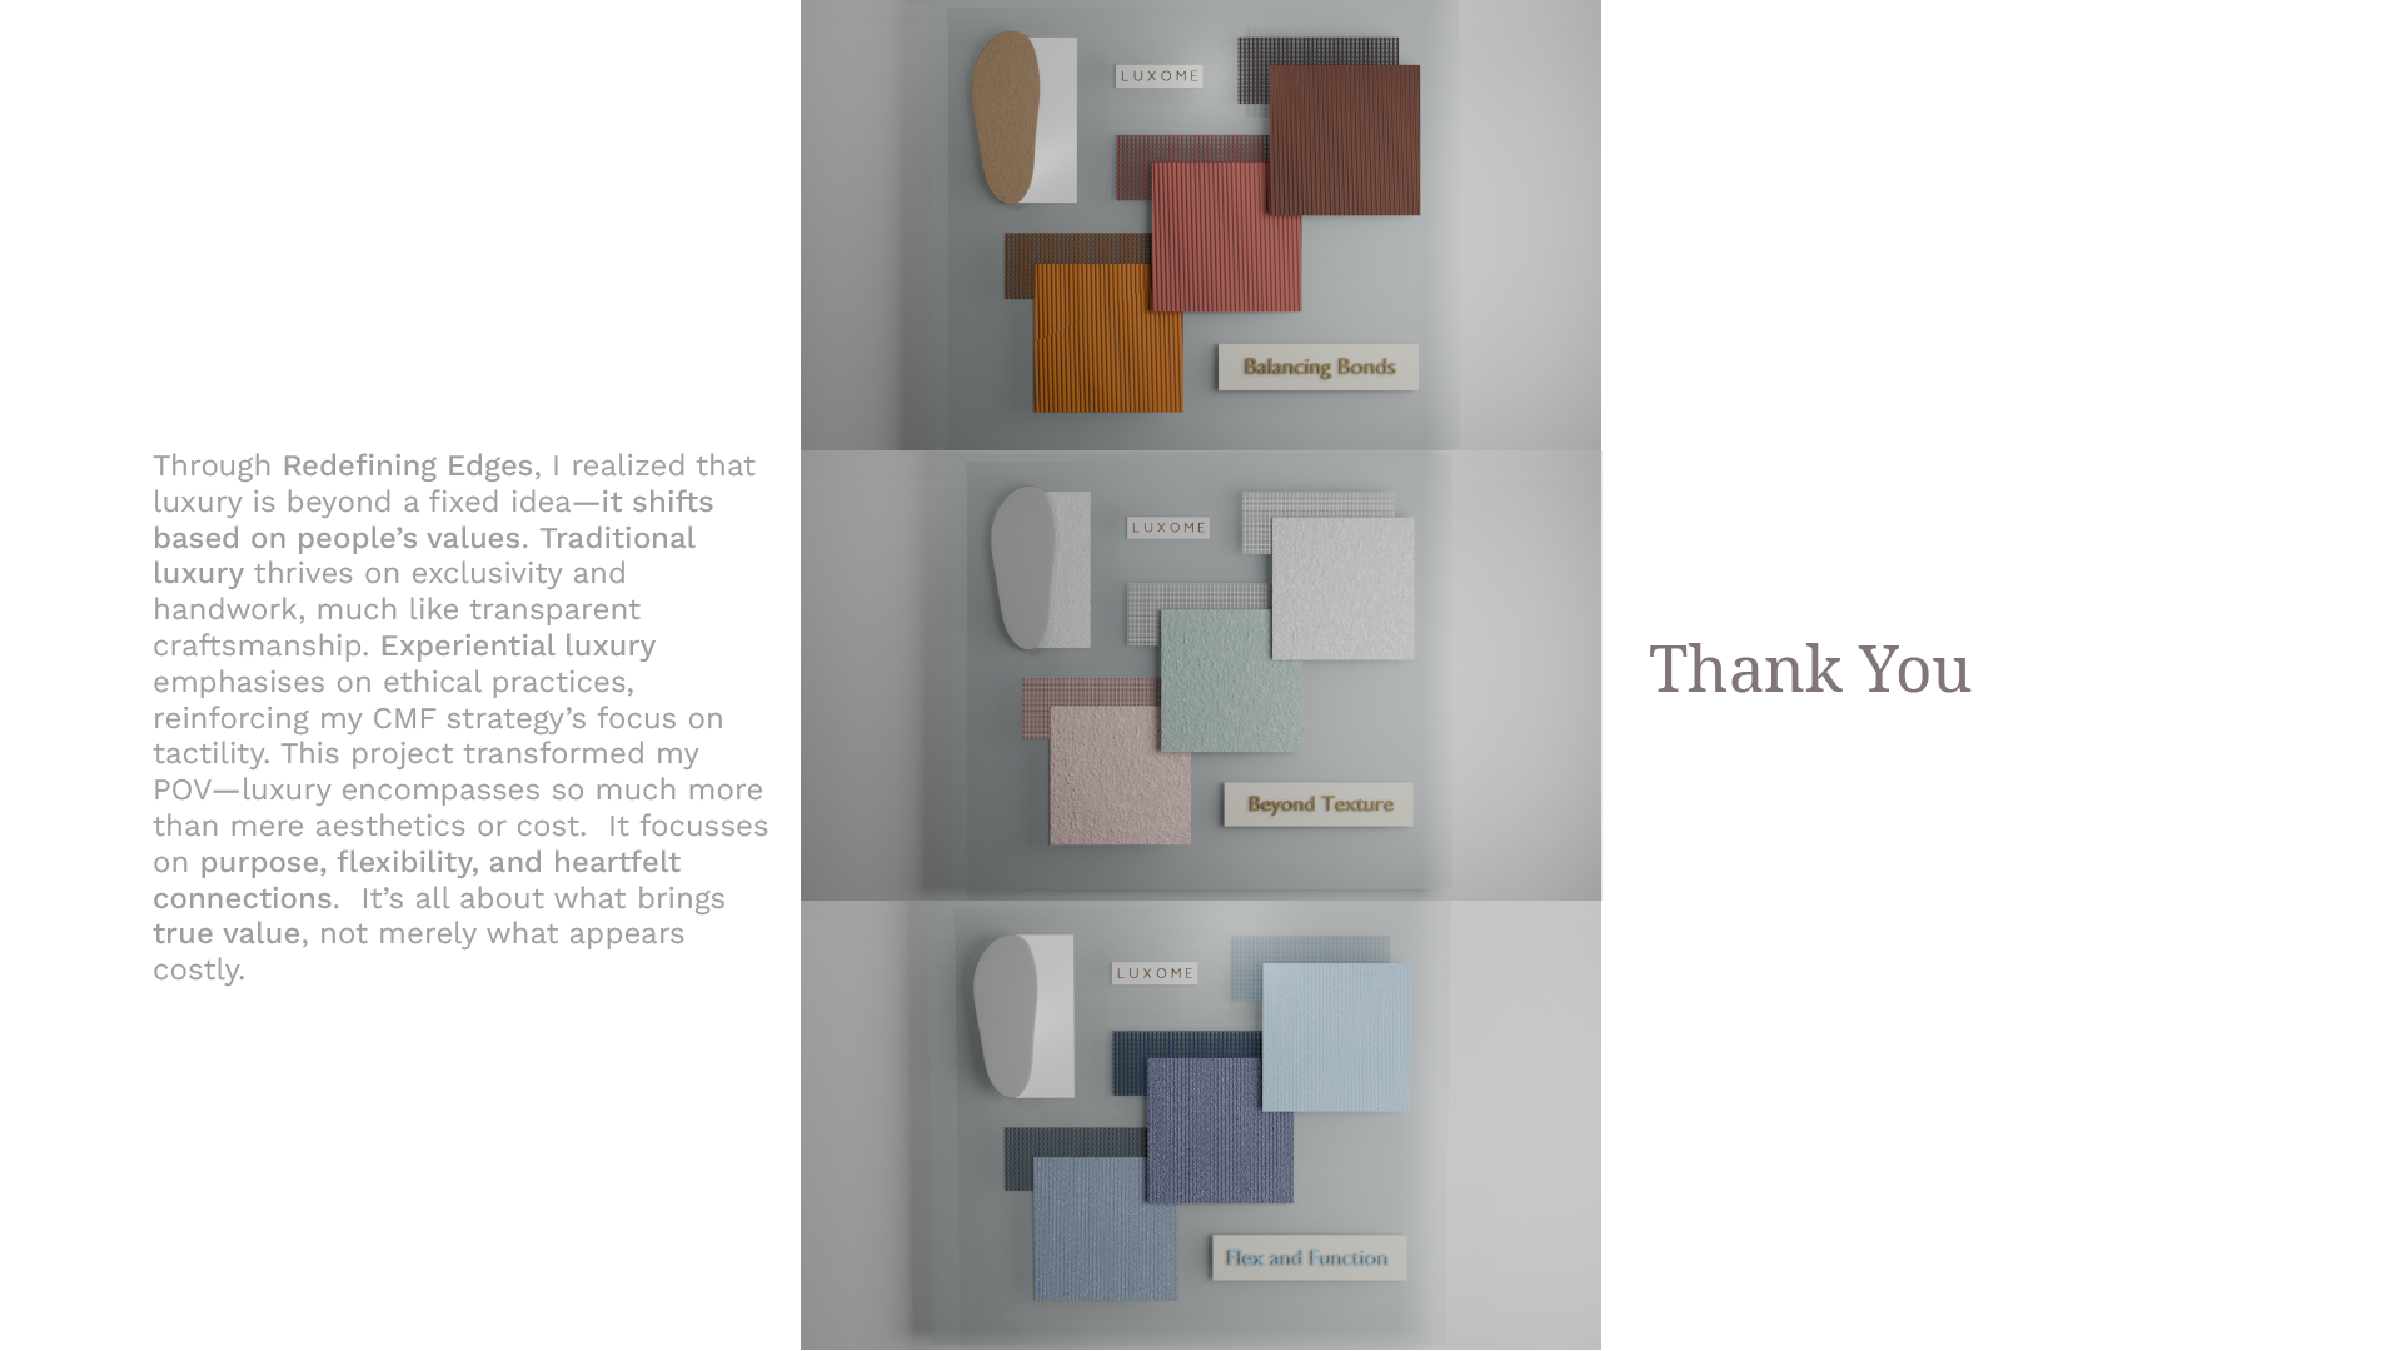 Through Redefining Edges, I realized that
luxury is beyond a fixed idea—it shifts
based on people’s values. Traditional
luxury thrives on exclusivity and
handwork, much like transparent
craftsmanship. Experiential luxury
emphasises on ethical practices,
reinforcing my CMF strategy’s focus on
tactility. This project transformed my
POV—luxury encompasses so much more
than mere aesthetics or cost.  It focusses
on purpose, flexibility, and heartfelt
connections.  It’s all about what brings
true value, not merely what appears
costly.
LUXOME
Balancing Bonds
LUXOME
Beyond Texture
LUXOME
Flex and Function
Thank You